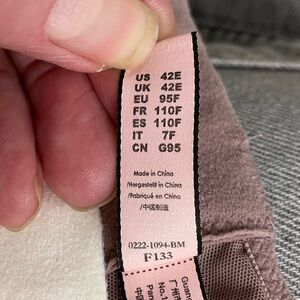 US 42E
UK 42E
EU 95F
FR 110F
ES 110F
IT 7F
CN G95
Made in China
/Hergestellt in China
/Fabriqué en China
/中国制造
0222-1094-BM
F133